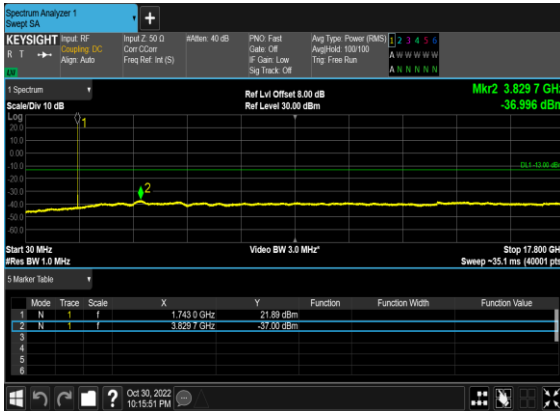 Spectrum Analyzer 1
Swept SA
KEYSIGHT Input: RF Input Z: 50 Ω #Atten: 40 dB PNO: Fast Avg Type: Power (RMS) 1 2 3 4 5 6
R T Coupling: DC Corr CCorr Gate: Off Avg|Hold: 100/100 A W W W W W
Align: Auto Freq Ref: Int (S) IF Gain: Low Trig: Free Run
LXI Sig Track: Off A N N N N N
1 Spectrum Ref Lvl Offset 8.00 dB Mkr2 3.829 7 GHz
Scale/Div 10 dB Ref Level 30.00 dBm -36.996 dBm
Log
1
20.0
10.0
0.00
-10.0
DL1 -13.00 dBm
-20.0
-30.0
2
-40.0
-50.0
-60.0
Start 30 MHz Video BW 3.0 MHz* Stop 17.800 GHz
#Res BW 1.0 MHz Sweep ~35.1 ms (40001 pts)
5 Marker Table
Mode Trace Scale X Y Function Function Width Function Value
1 N 1 f 1.743 0 GHz 21.89 dBm
2 N 1 f 3.829 7 GHz -37.00 dBm
3
4
5
6
? Oct 30, 2022
10:15:51 PM